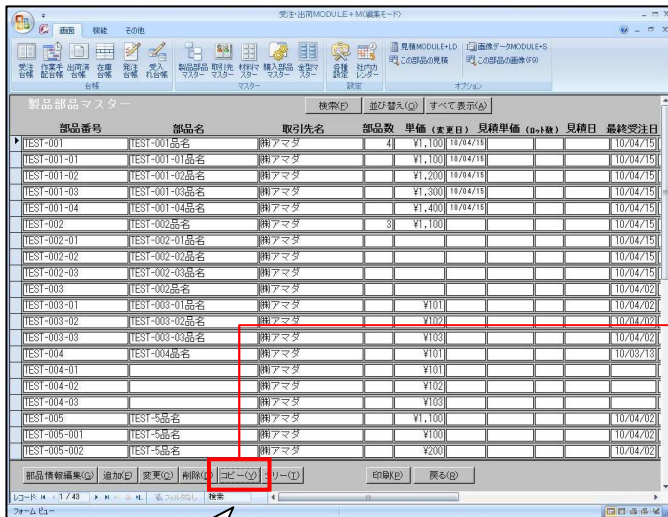 受注・出荷MODULE+MK(編集モード)
画面 機能 その他
受注台帳 作業手配台帳 出荷済台帳 在庫台帳 発注台帳 受入れ台帳
製品部品マスター 取引先マスター 材料マスター 購入部品マスター 金型マスター
各種設定 社内カレンダー
見積MODULE+LD 画像データMODULE+S
この部品の見積 この部品の画像(F9)
台帳 マスター 設定 オプション
製品部品マスター 検索(F) 並び替え(O) すべて表示(A)
部品番号 部品名 取引先名 部品数 単価 (変更日) 見積単価 (ロット数) 見積日 最終受注日
TEST-001 TEST-001品名 ㈱アマダ 4 ¥1,100 10/04/15 10/04/15
TEST-001-01 TEST-001-01品名 ㈱アマダ ¥1,100 10/04/15 10/04/15
TEST-001-02 TEST-001-02品名 ㈱アマダ ¥1,200 10/04/15 10/04/15
TEST-001-03 TEST-001-03品名 ㈱アマダ ¥1,300 10/04/15 10/04/15
TEST-001-04 TEST-001-04品名 ㈱アマダ ¥1,400 10/04/15 10/04/15
TEST-002 TEST-002品名 ㈱アマダ 3 ¥1,100 10/04/15
TEST-002-01 TEST-002-01品名 ㈱アマダ 10/04/15
TEST-002-02 TEST-002-02品名 ㈱アマダ 10/04/15
TEST-002-03 TEST-002-03品名 ㈱アマダ 10/04/15
TEST-003 TEST-002品名 ㈱アマダ 10/04/02
TEST-003-01 TEST-003-01品名 ㈱アマダ ¥101 10/04/02
TEST-003-02 TEST-003-02品名 ㈱アマダ ¥102 10/04/02
TEST-003-03 TEST-003-03品名 ㈱アマダ ¥103 10/04/02
TEST-004 TEST-004品名 ㈱アマダ ¥101 10/03/13
TEST-004-01 ㈱アマダ ¥101
TEST-004-02 ㈱アマダ ¥102
TEST-004-03 ㈱アマダ ¥103
TEST-005 TEST-5品名 ㈱アマダ ¥1,100 10/04/02
TEST-005-001 TEST-5品名 ㈱アマダ ¥100 10/04/02
TEST-005-002 TEST-5品名 ㈱アマダ ¥200 10/04/02
部品情報編集(G) 追加(E) 変更(C) 削除(D) コピー(Y) リー(T) 印刷(P) 戻る(R)
レコード: 1 / 43 フィルタなし 検索
フォーム ビュー